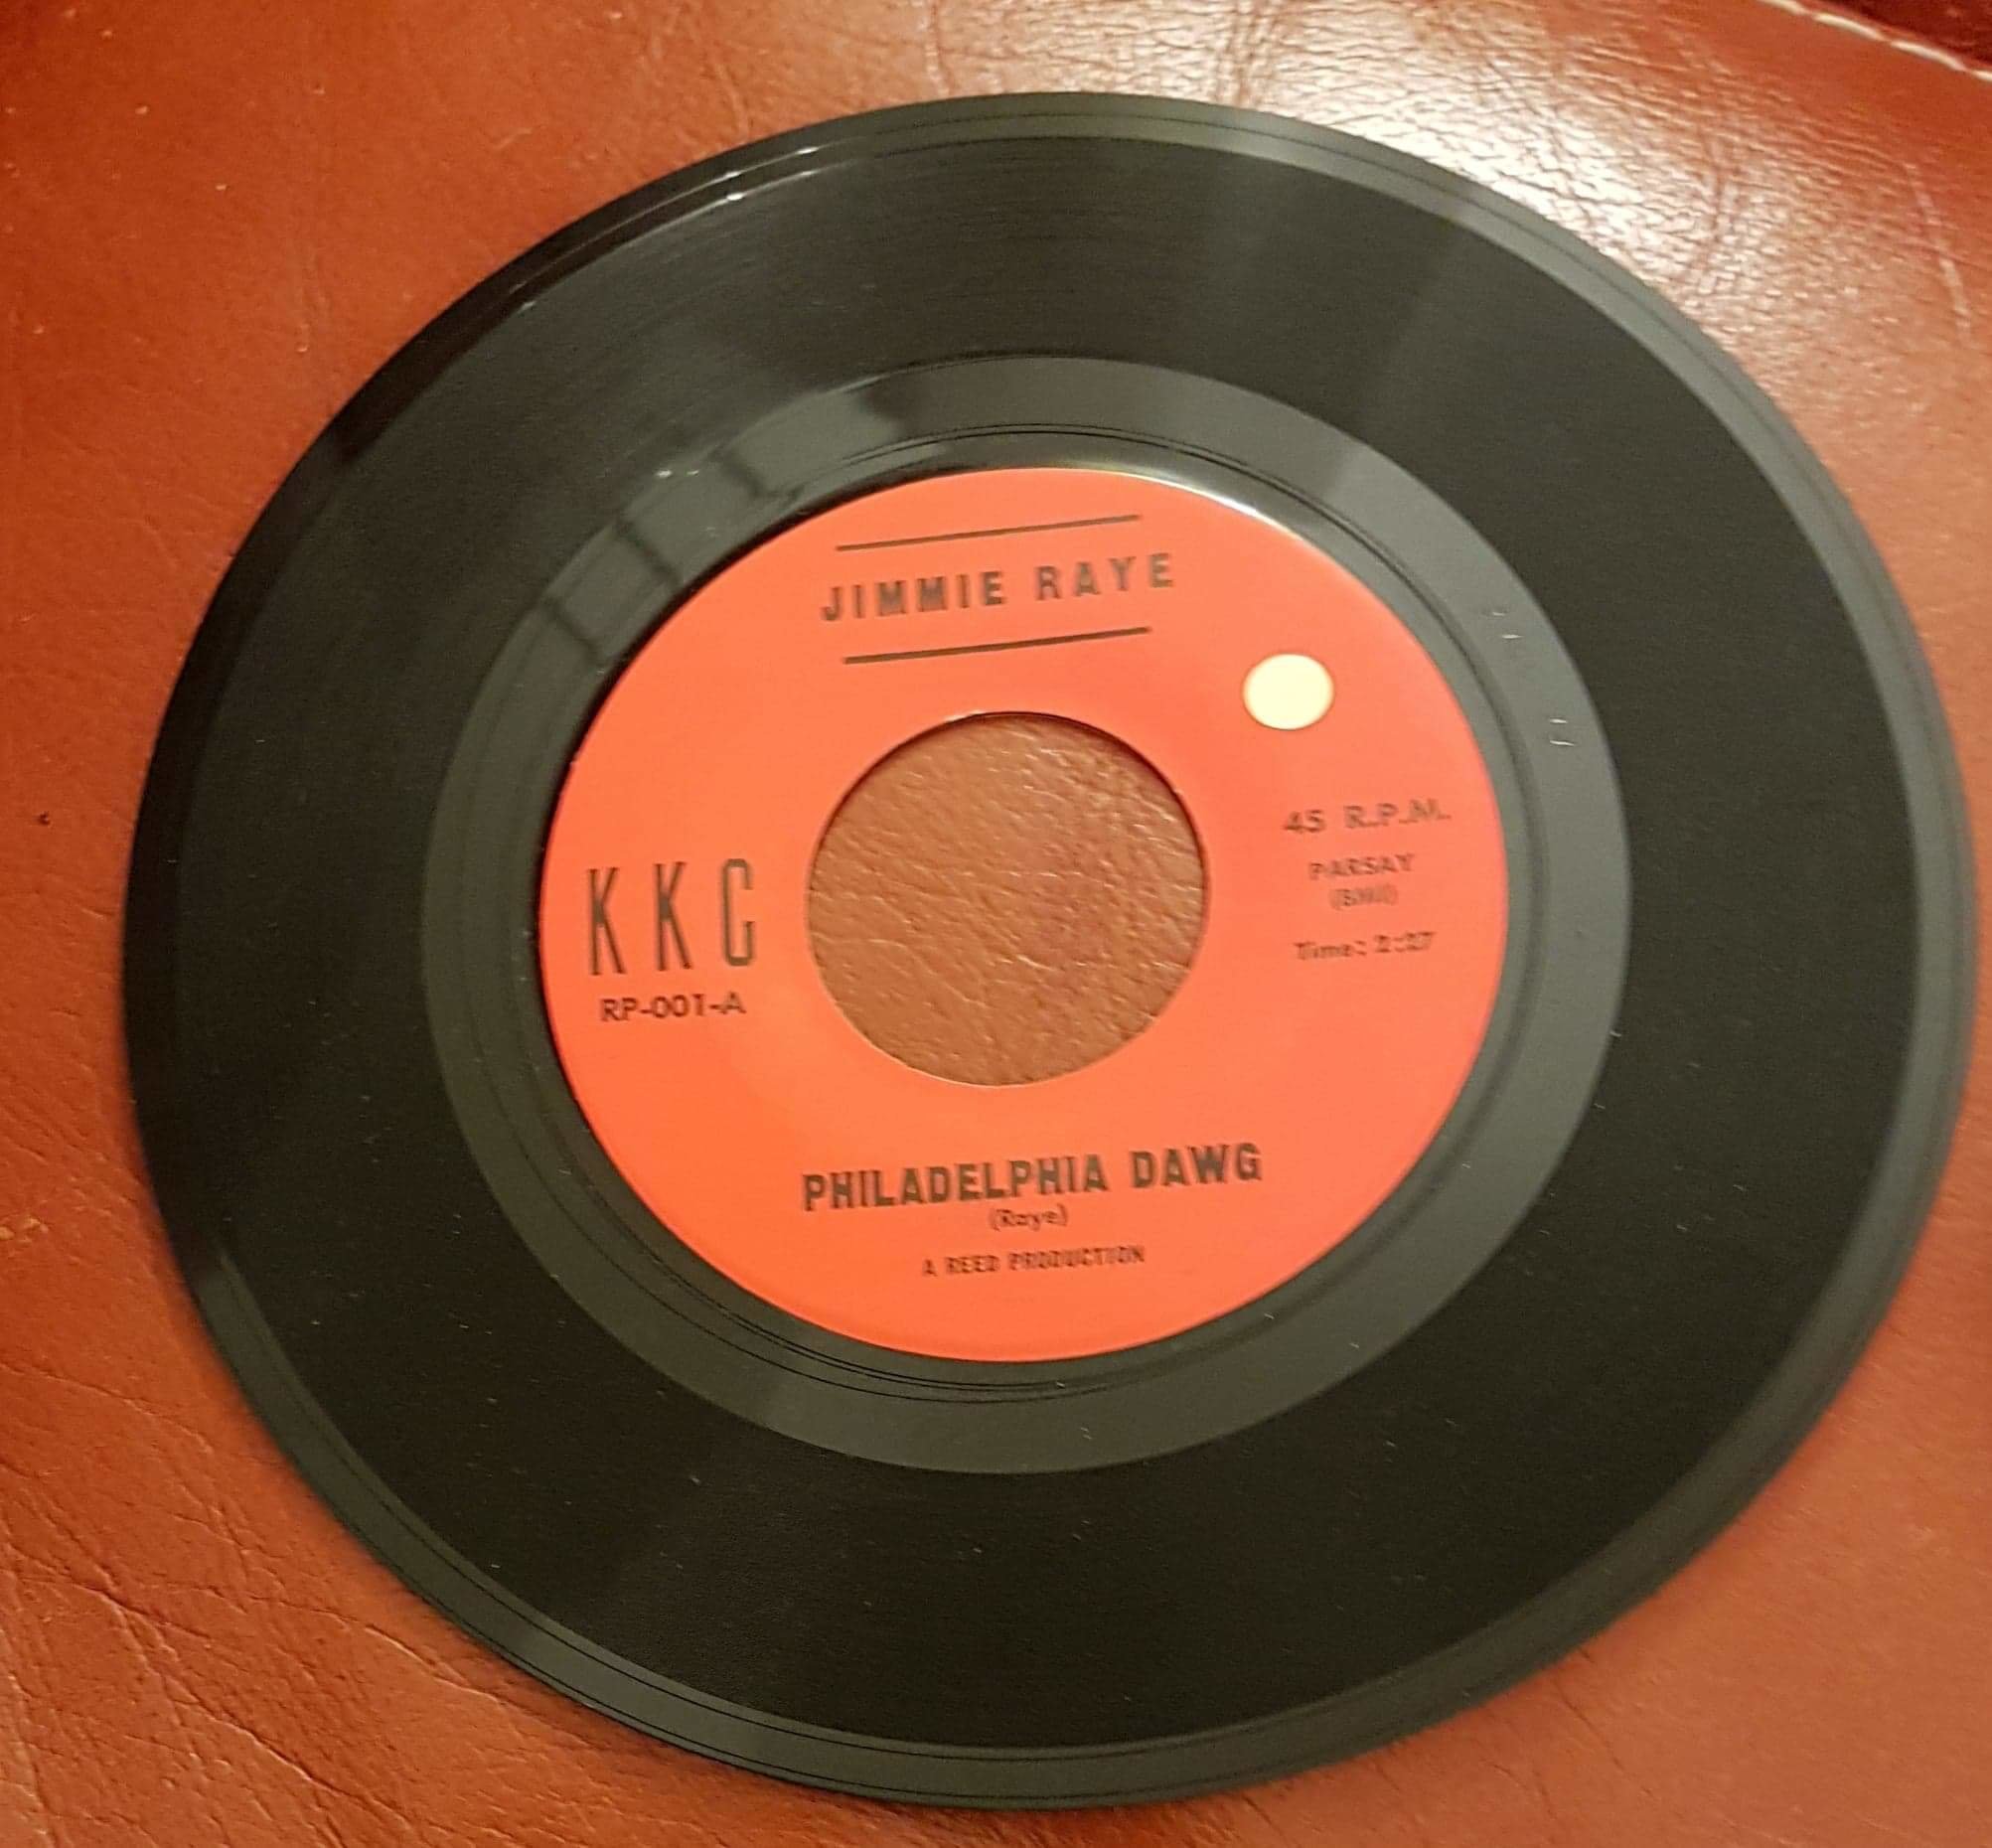 JIMMIE RAYE
45 R.P.M.
PARSAY
(BMI)
Time: 2:27
KKC
RP-001-A
PHILADELPHIA DAWG
(Raye)
A REED PRODUCTION